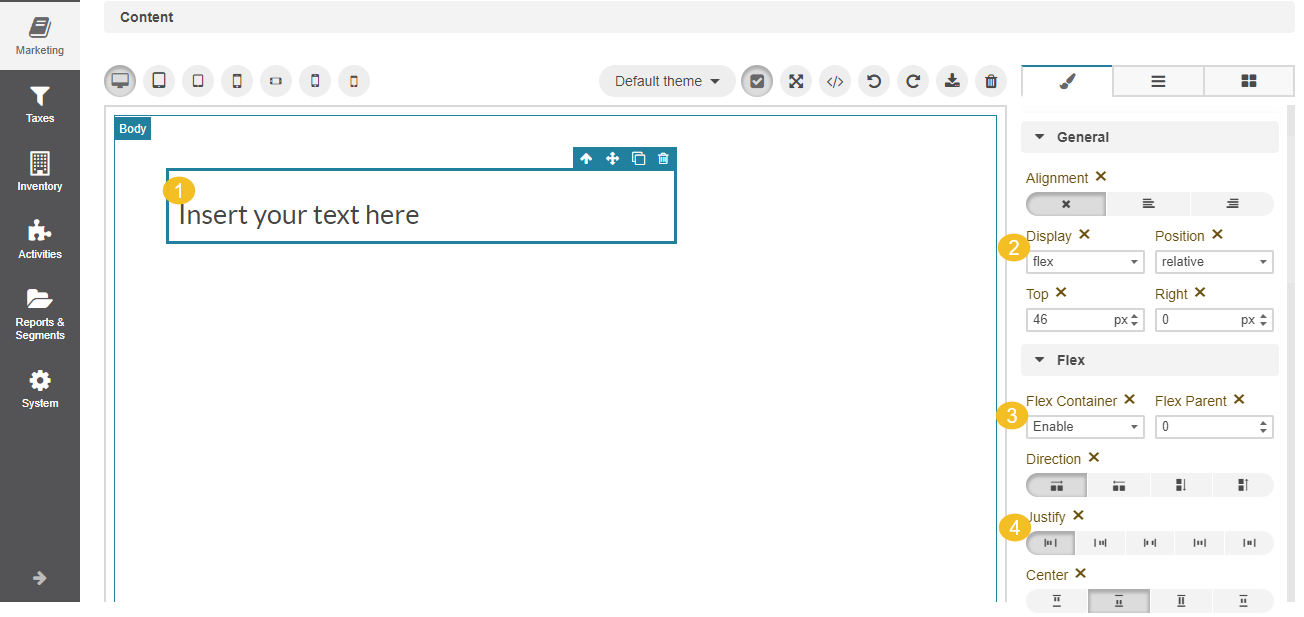 Content
Marketing
Taxes
Inventory
Activities
Reports &
Segments
System
Default theme
Body
1
Insert your text here
General
Alignment
Display Position
2
flex relative
Top Right
46 px 0 px
Flex
Flex Container Flex Parent
3
Enable 0
Direction
Justify
4
Center